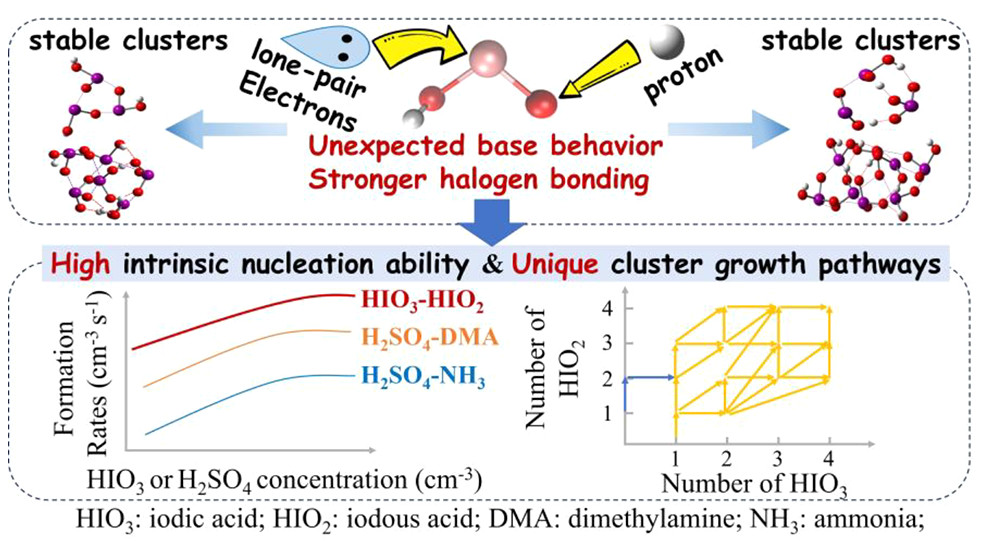 stable clusters
lone-pair
Electrons
proton
stable clusters
Unexpected base behavior
Stronger halogen bonding
High intrinsic nucleation ability & Unique cluster growth pathways
Formation
Rates (cm⁻³ s⁻¹)
HIO₃-HIO₂
H₂SO₄-DMA
H₂SO₄-NH₃
HIO₃ or H₂SO₄ concentration (cm⁻³)
Number of
HIO₂
4
3
2
1
1 2 3 4
Number of HIO₃
HIO₃: iodic acid; HIO₂: iodous acid; DMA: dimethylamine; NH₃: ammonia;